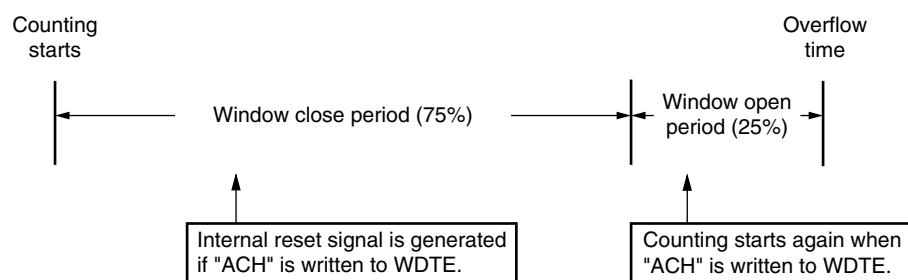 Counting
starts
Overflow
time
Window close period (75%)
Window open
period (25%)
Internal reset signal is generated
if "ACH" is written to WDTE.
Counting starts again when
"ACH" is written to WDTE.